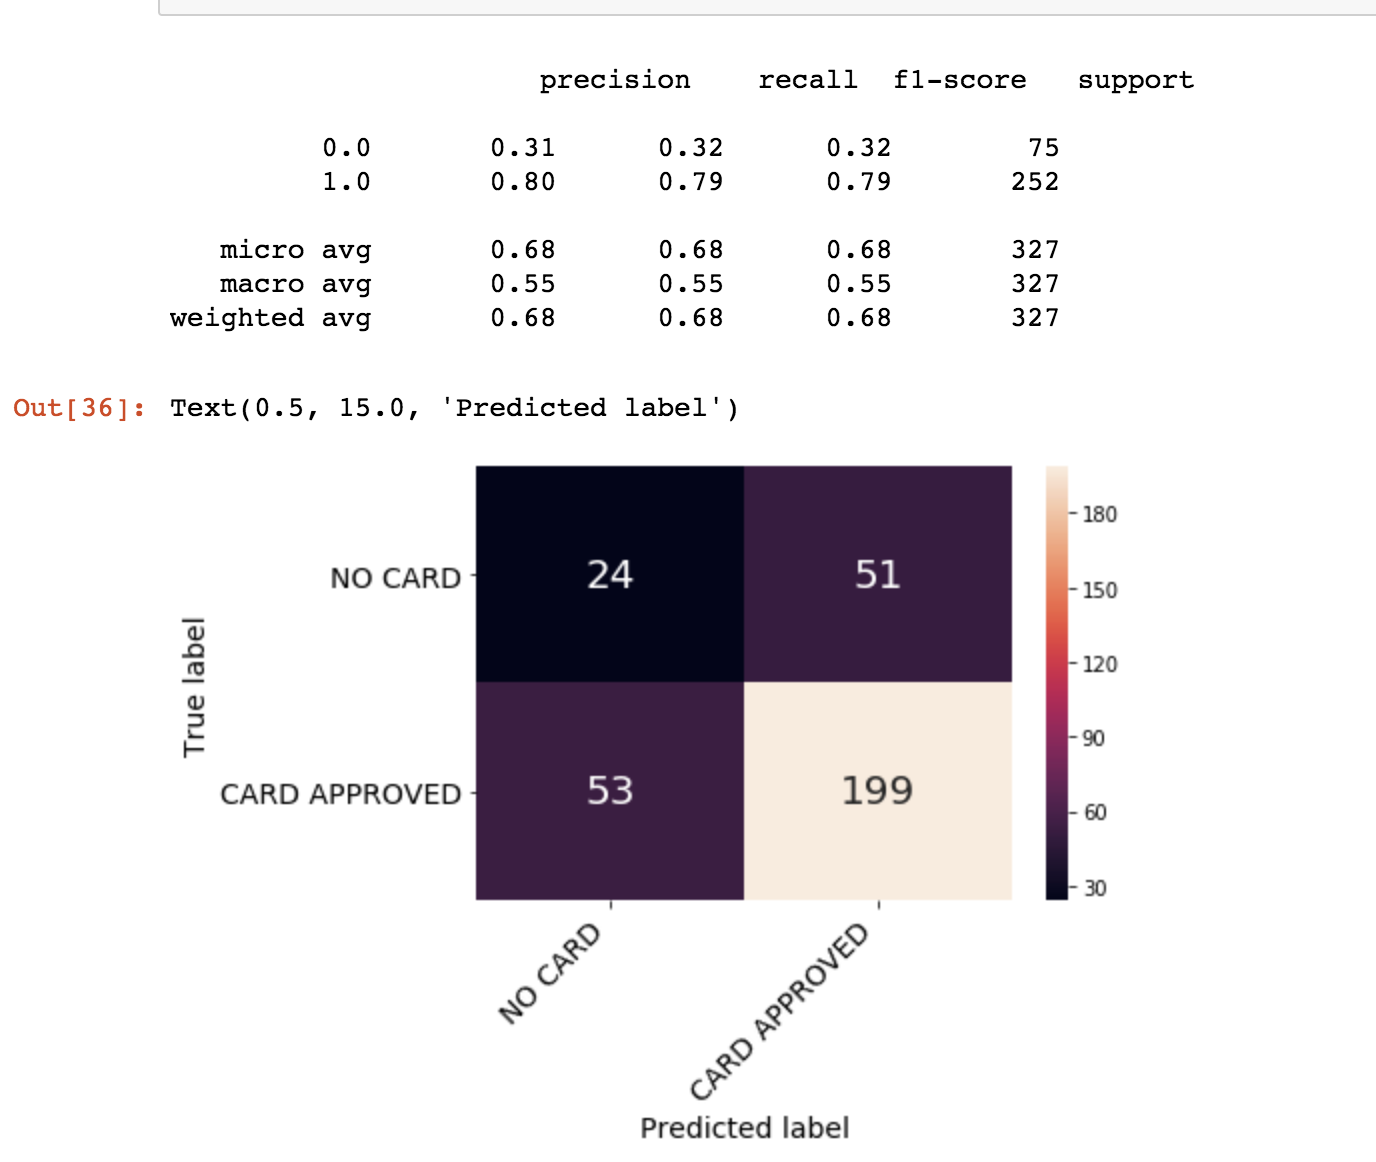 precision recall f1-score support
0.0 0.31 0.32 0.32 75
1.0 0.80 0.79 0.79 252
micro avg 0.68 0.68 0.68 327
macro avg 0.55 0.55 0.55 327
weighted avg 0.68 0.68 0.68 327
Out[36]: Text(0.5, 15.0, 'Predicted label')
True label
NO CARD
24 51
CARD APPROVED
53 199
180
150
120
90
60
30
NO CARD
CARD APPROVED
Predicted label